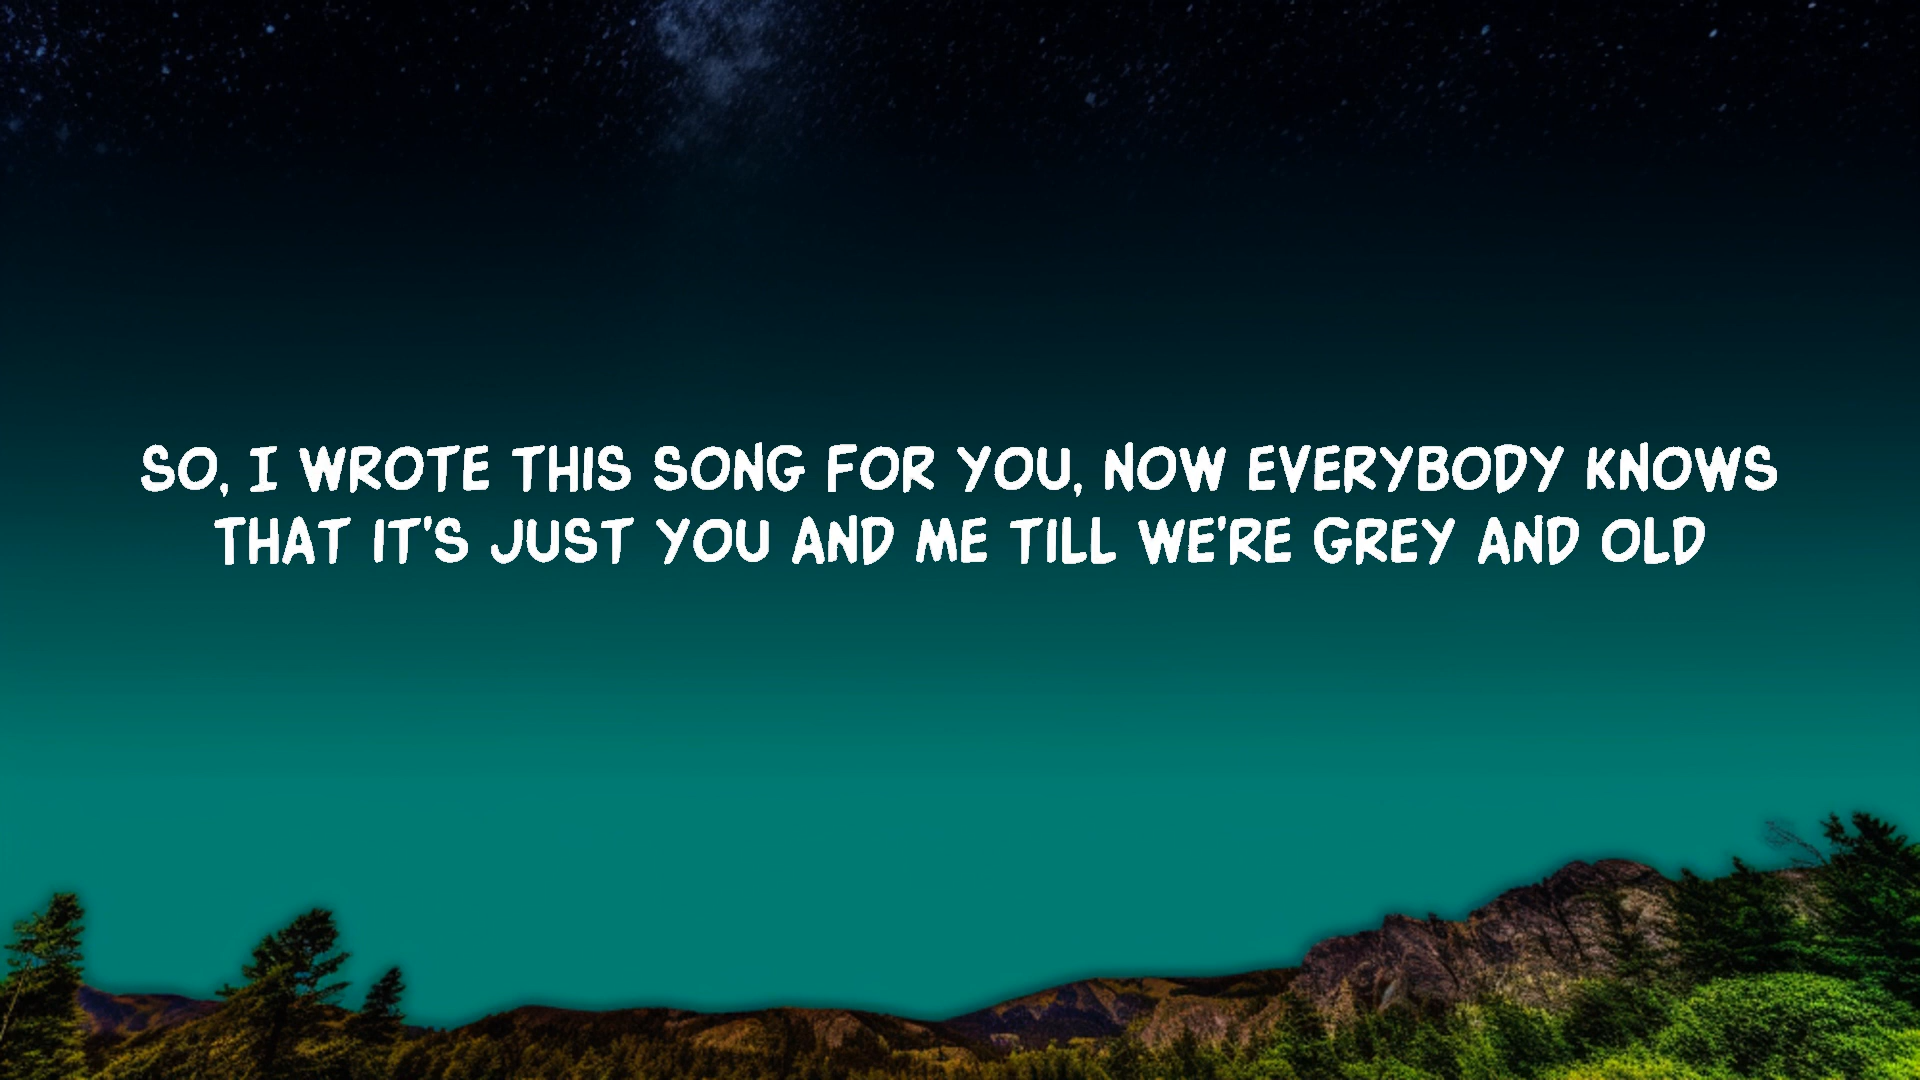 SO, I WROTE THIS SONG FOR YOU, NOW EVERYBODY KNOWS
THAT IT'S JUST YOU AND ME TILL WE'RE GREY AND OLD